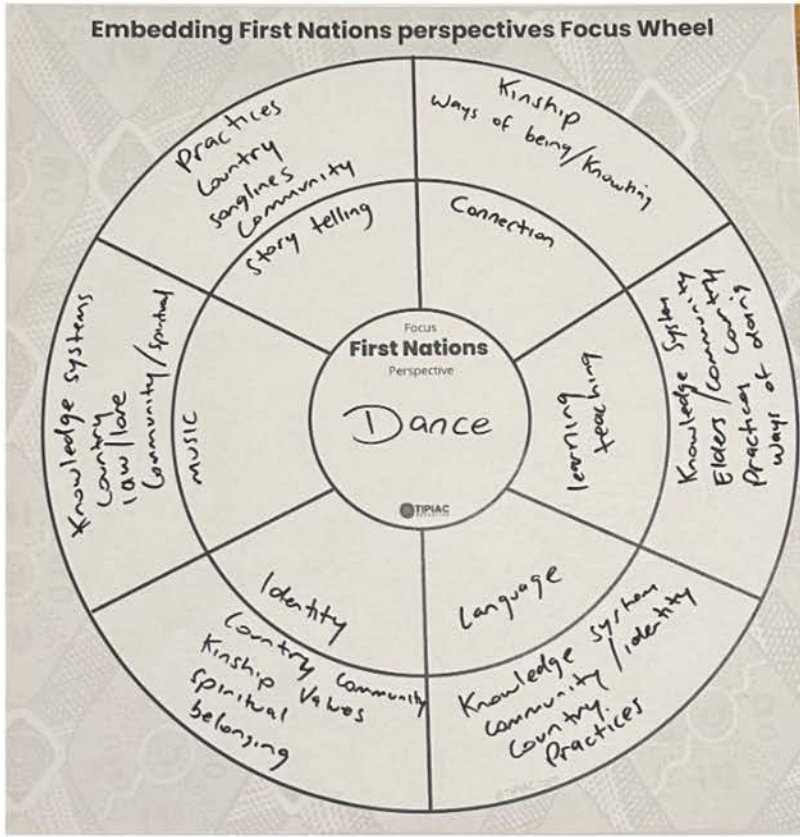 Embedding First Nations perspectives Focus Wheel
Practices
Country
songlines
Community
Story telling
Kinship
Ways of being/Knowing
Connection
Knowledge System
Elders/Community
Practices Country
Ways of doing
learning
teaching
Language
Knowledge system
Community/identity
Country.
Practices
Identity
Country Community
Kinship Values
Spiritual
belonging
Knowledge systems
Country
law/lore
Community/spiritual
music
Focus
First Nations
Perspective
Dance
TIPIAC